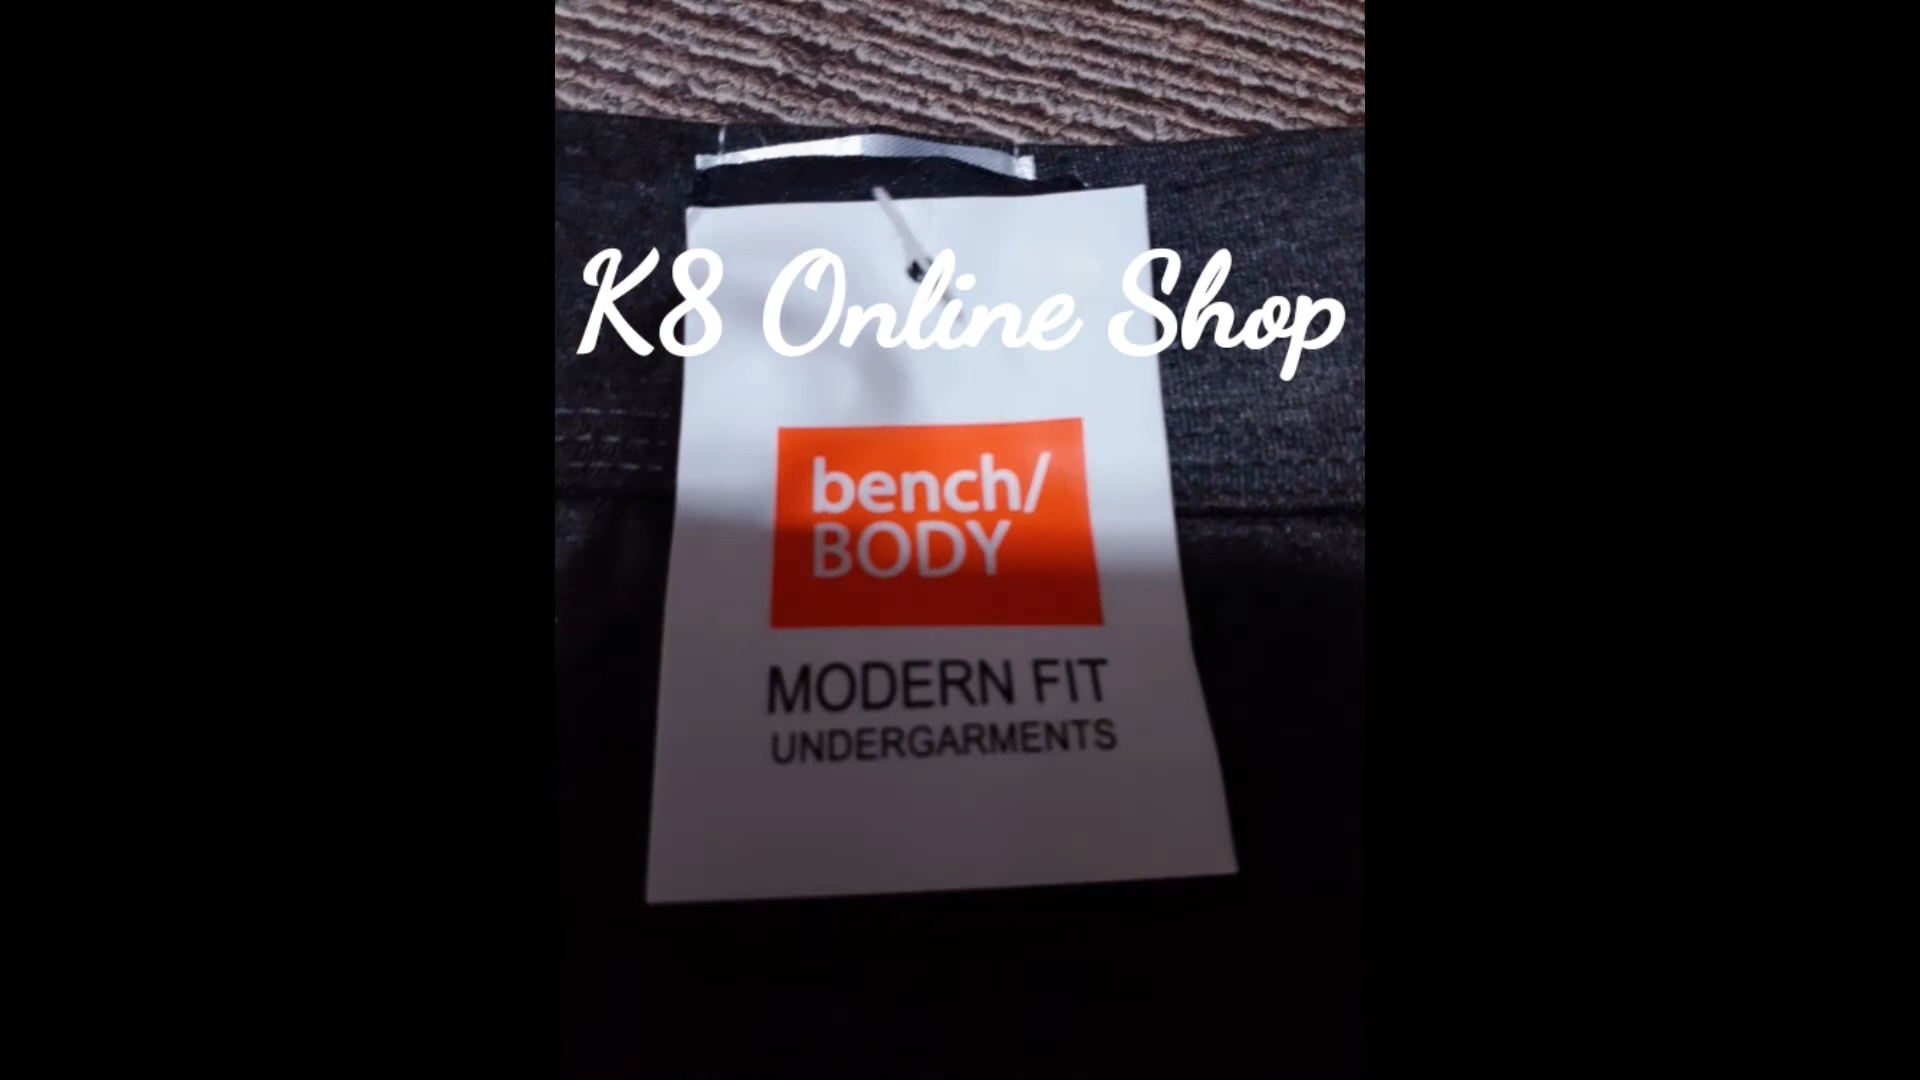 K8 Online Shop
bench/
BODY
MODERN FIT
UNDERGARMENTS